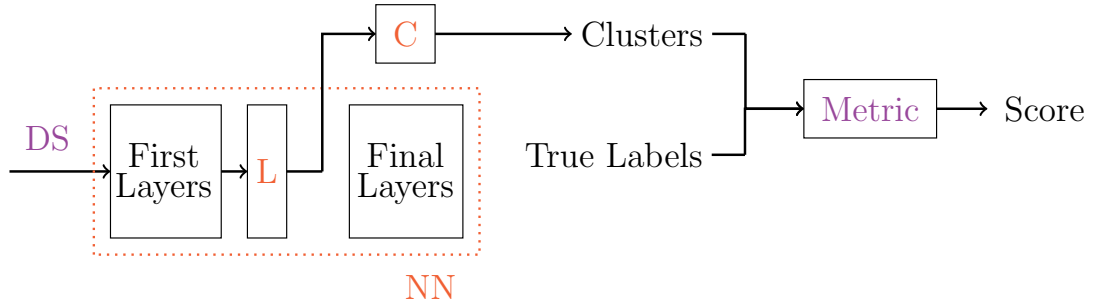 C
Clusters
Metric
Score
DS
First
Layers
L
Final
Layers
True Labels
NN